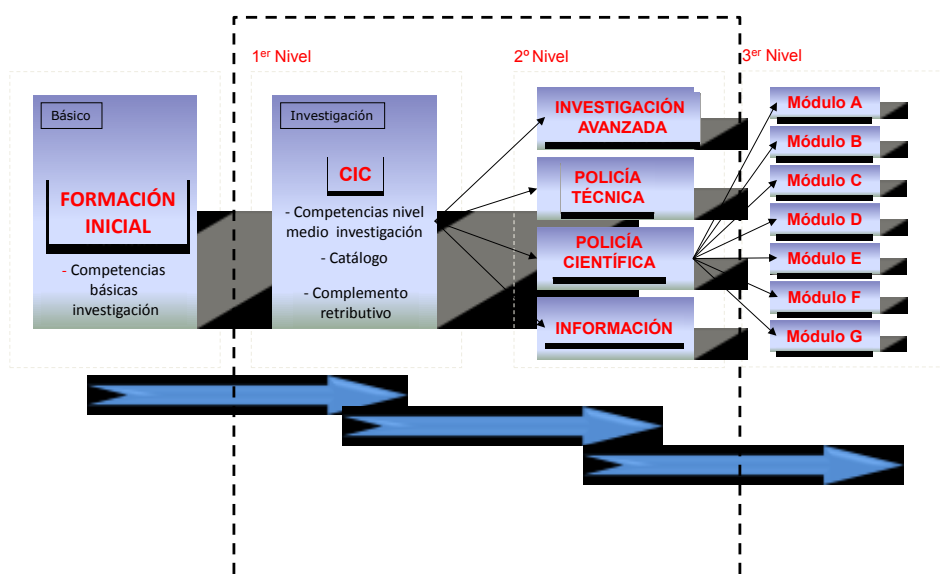 1er Nivel
2º Nivel
3er Nivel
Básico
FORMACIÓN
INICIAL
- Competencias
básicas
investigación
Investigación
CIC
- Competencias nivel
medio investigación
- Catálogo
- Complemento
retributivo
INVESTIGACIÓN
AVANZADA
POLICÍA
TÉCNICA
POLICÍA
CIENTÍFICA
INFORMACIÓN
Módulo A
Módulo B
Módulo C
Módulo D
Módulo E
Módulo F
Módulo G